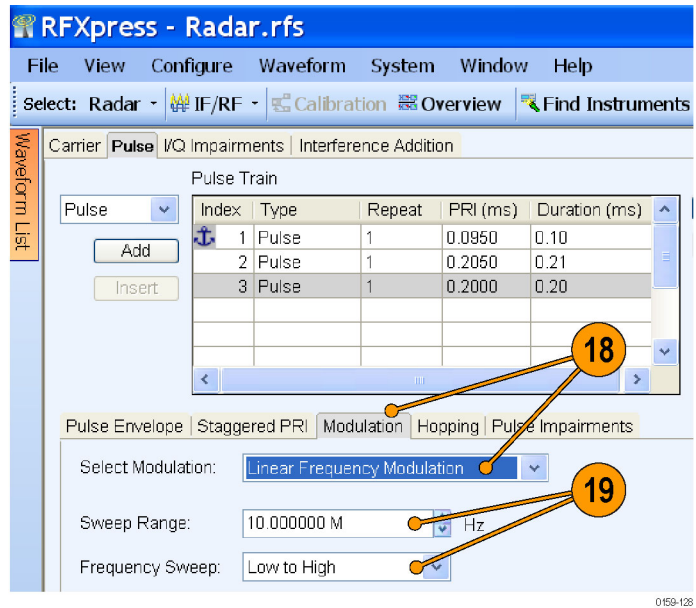 RFXpress - Radar.rfs
File View Configure Waveform System Window Help
Select: Radar IF/RF Calibration Overview Find Instruments
Waveform List
Carrier Pulse I/Q Impairments Interference Addition
Pulse Train
Pulse
Add
Insert
Index Type Repeat PRI (ms) Duration (ms)
1 Pulse 1 0.0950 0.10
2 Pulse 1 0.2050 0.21
3 Pulse 1 0.2000 0.20
18
Pulse Envelope Staggered PRI Modulation Hopping Pulse Impairments
Select Modulation: Linear Frequency Modulation
19
Sweep Range: 10.000000 M Hz
Frequency Sweep: Low to High
0159-128